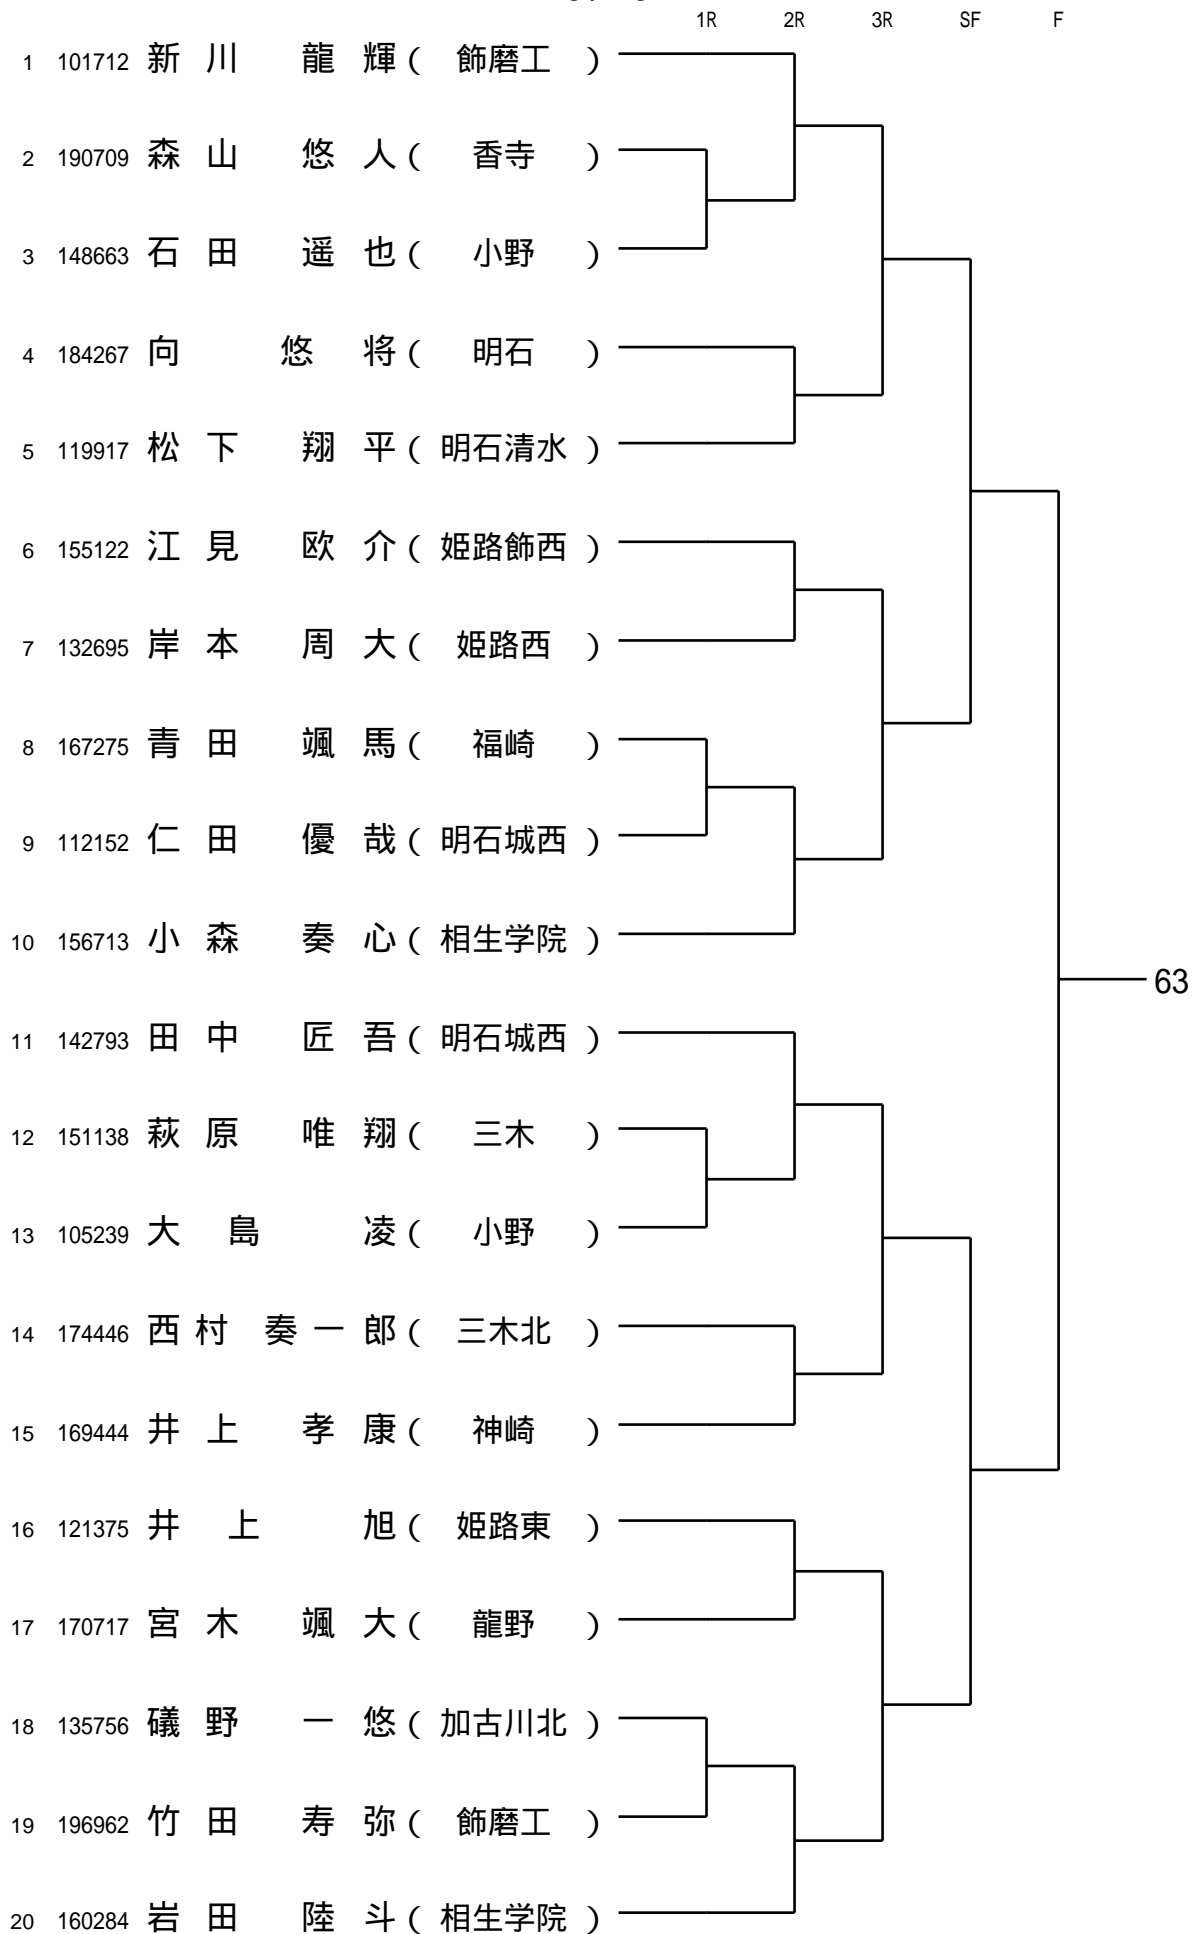 1R 2R 3R SF F
1 101712 新川 龍輝 ( 飾磨工 )
2 190709 森山 悠人 ( 香寺 )
3 148663 石田 遥也 ( 小野 )
4 184267 向 悠将 ( 明石 )
5 119917 松下 翔平 ( 明石清水 )
6 155122 江見 欧介 ( 姫路飾西 )
7 132695 岸本 周大 ( 姫路西 )
8 167275 青田 颯馬 ( 福崎 )
9 112152 仁田 優哉 ( 明石城西 )
10 156713 小森 奏心 ( 相生学院 )
63
11 142793 田中 匠吾 ( 明石城西 )
12 151138 萩原 唯翔 ( 三木 )
13 105239 大島 凌 ( 小野 )
14 174446 西村 奏一郎 ( 三木北 )
15 169444 井上 孝康 ( 神崎 )
16 121375 井上 旭 ( 姫路東 )
17 170717 宮木 颯大 ( 龍野 )
18 135756 礒野 一悠 ( 加古川北 )
19 196962 竹田 寿弥 ( 飾磨工 )
20 160284 岩田 陸斗 ( 相生学院 )